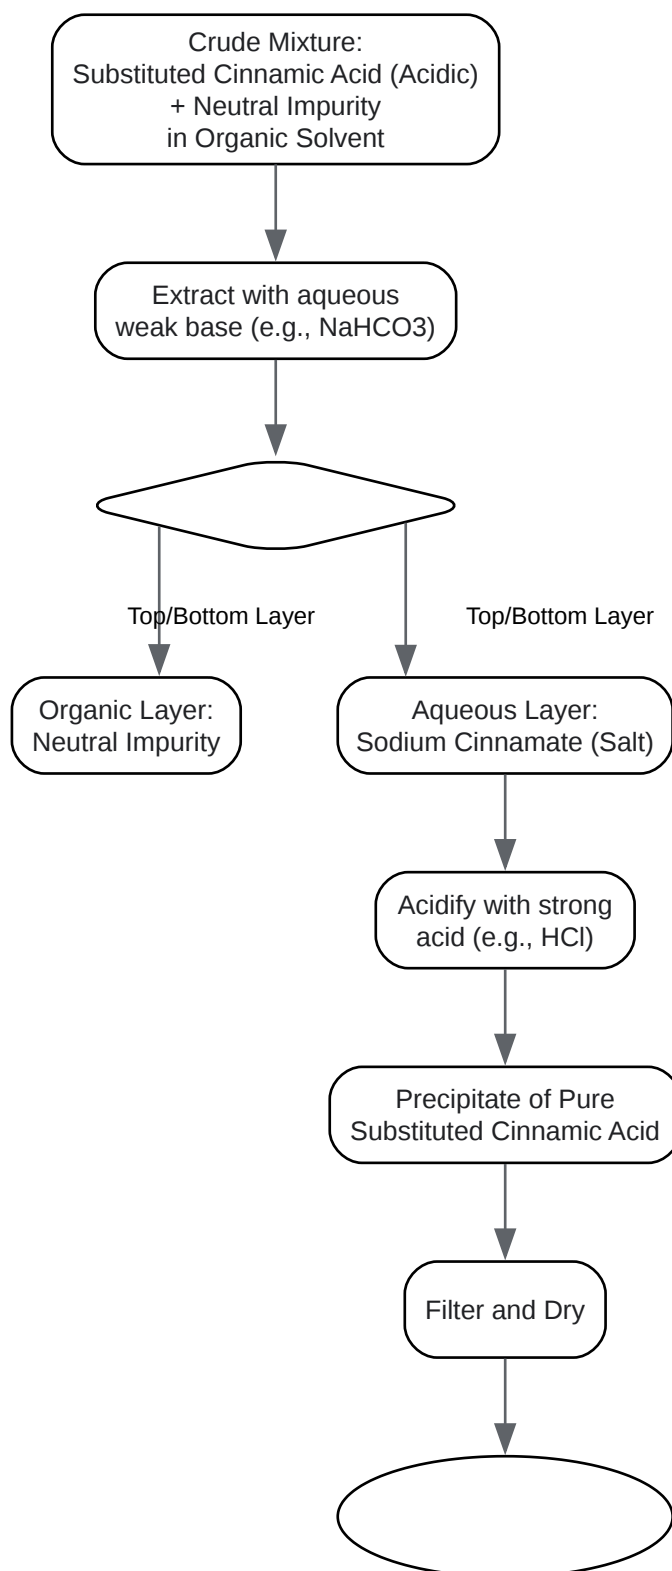 Crude Mixture:
Substituted Cinnamic Acid (Acidic)
+ Neutral Impurity
in Organic Solvent
Extract with aqueous
weak base (e.g., NaHCO3)
Top/Bottom Layer
Top/Bottom Layer
Organic Layer:
Neutral Impurity
Aqueous Layer:
Sodium Cinnamate (Salt)
Acidify with strong
acid (e.g., HCl)
Precipitate of Pure
Substituted Cinnamic Acid
Filter and Dry